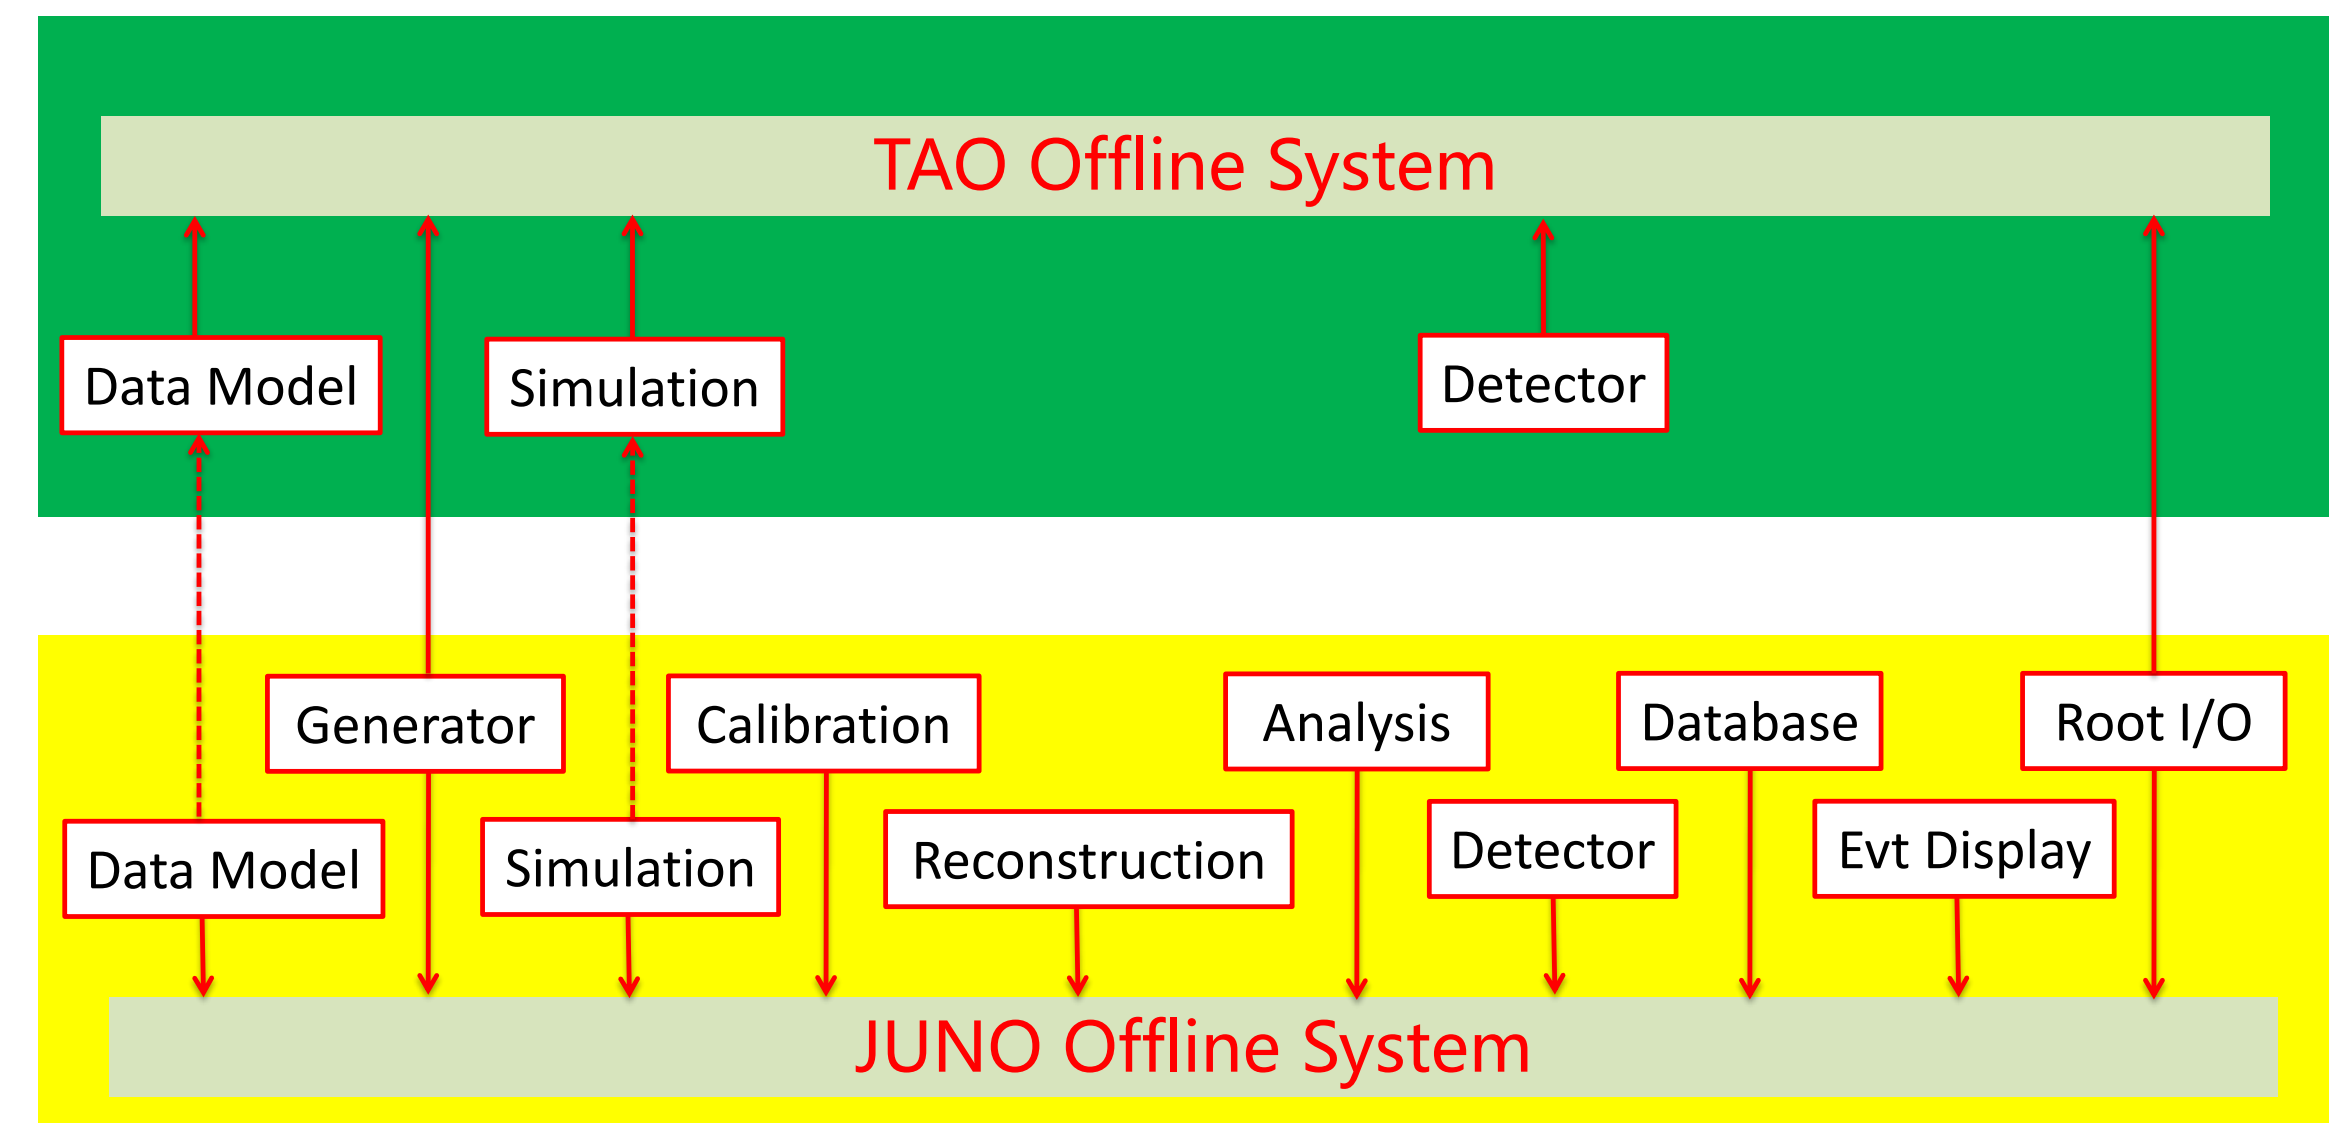 TAO Offline System
Data Model
Simulation
Detector
Generator
Calibration
Analysis
Database
Root I/O
Data Model
Simulation
Reconstruction
Detector
Evt Display
JUNO Offline System